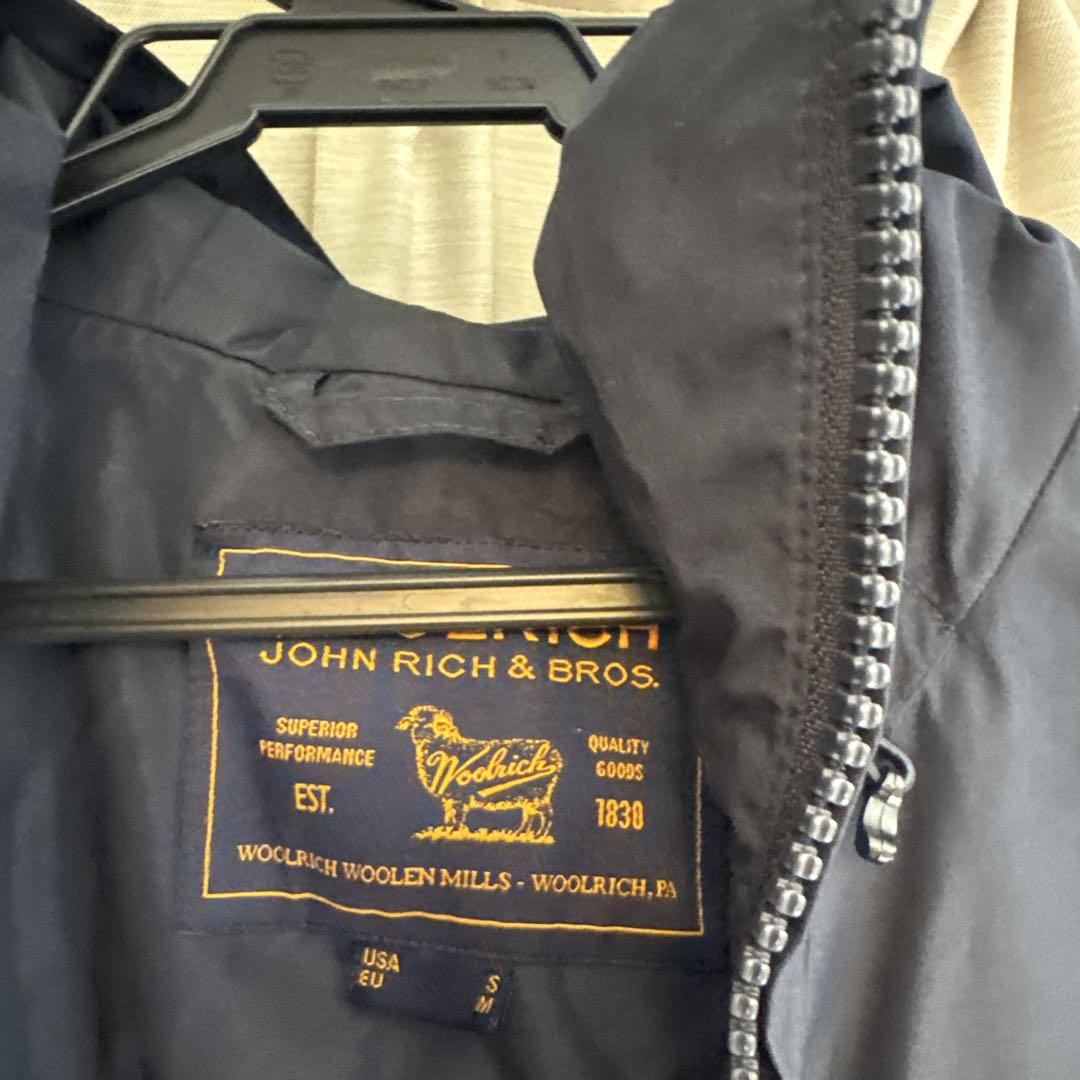 JOHN RICH & BROS.
SUPERIOR
PERFORMANCE
EST.
Woolrich
QUALITY
GOODS
1830
WOOLRICH WOOLEN MILLS - WOOLRICH, PA
USA S
EU M